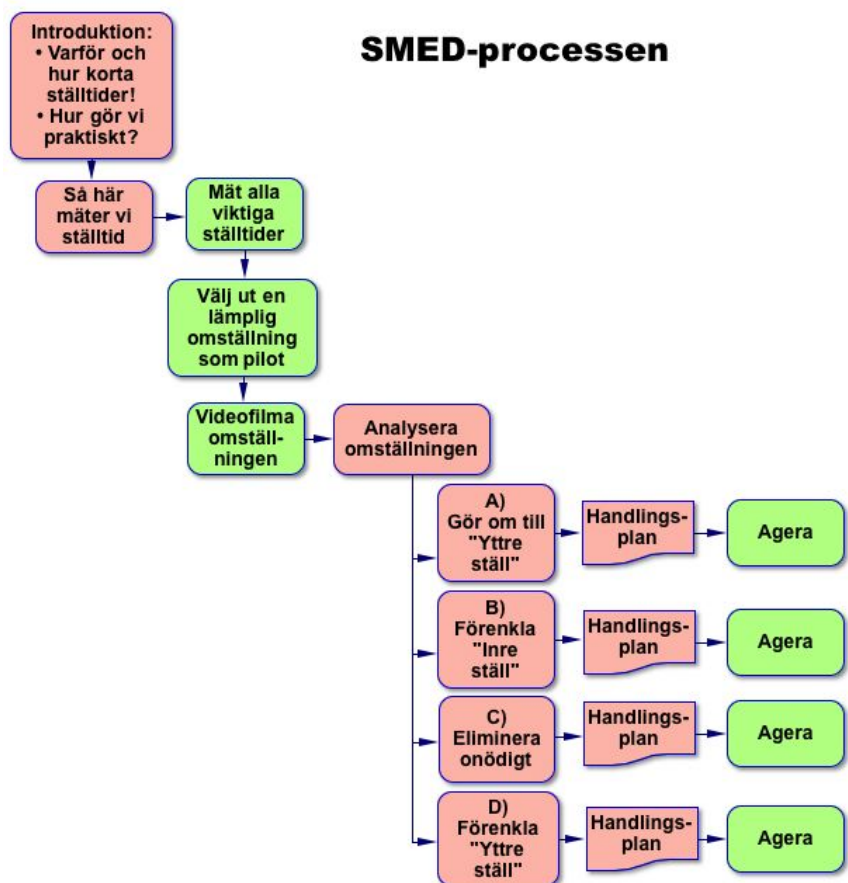 SMED-processen
Introduktion:
• Varför och
hur korta
ställtider!
• Hur gör vi
praktiskt?
Så här
mäter vi
ställtid
Mät alla
viktiga
ställtider
Välj ut en
lämplig
omställning
som pilot
Videofilma
omställ-
ningen
Analysera
omställningen
A)
Gör om till
"Yttre
ställ"
Handlings-
plan
Agera
B)
Förenkla
"Inre
ställ"
Handlings-
plan
Agera
C)
Eliminera
onödigt
Handlings-
plan
Agera
D)
Förenkla
"Yttre
ställ"
Handlings-
plan
Agera